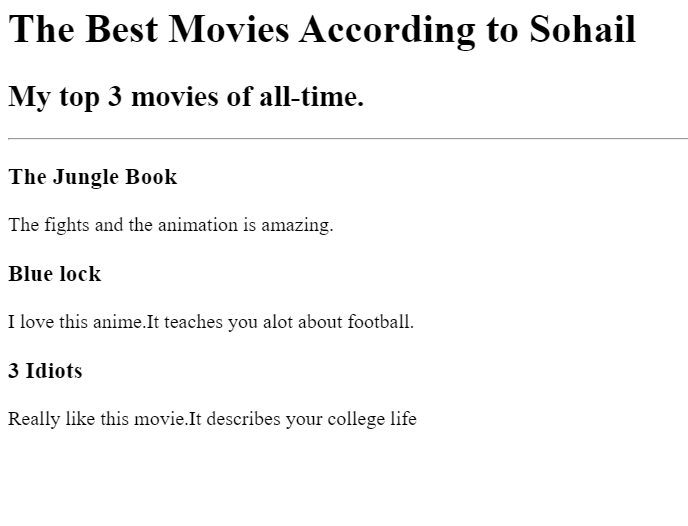 The Best Movies According to Sohail
My top 3 movies of all-time.
The Jungle Book
The fights and the animation is amazing.
Blue lock
I love this anime.It teaches you alot about football.
3 Idiots
Really like this movie.It describes your college life